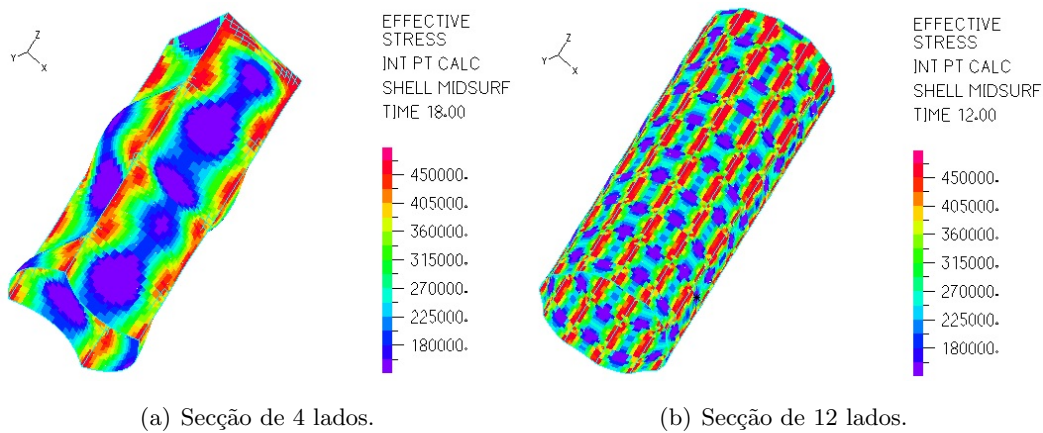 EFFECTIVE
STRESS
INT PT CALC
SHELL MIDSURF
TIME 18.00
Z
Y
X
450000.
405000.
360000.
315000.
270000.
225000.
180000.
(a) Secção de 4 lados.
EFFECTIVE
STRESS
INT PT CALC
SHELL MIDSURF
TIME 12.00
Z
Y
X
450000.
405000.
360000.
315000.
270000.
225000.
180000.
(b) Secção de 12 lados.